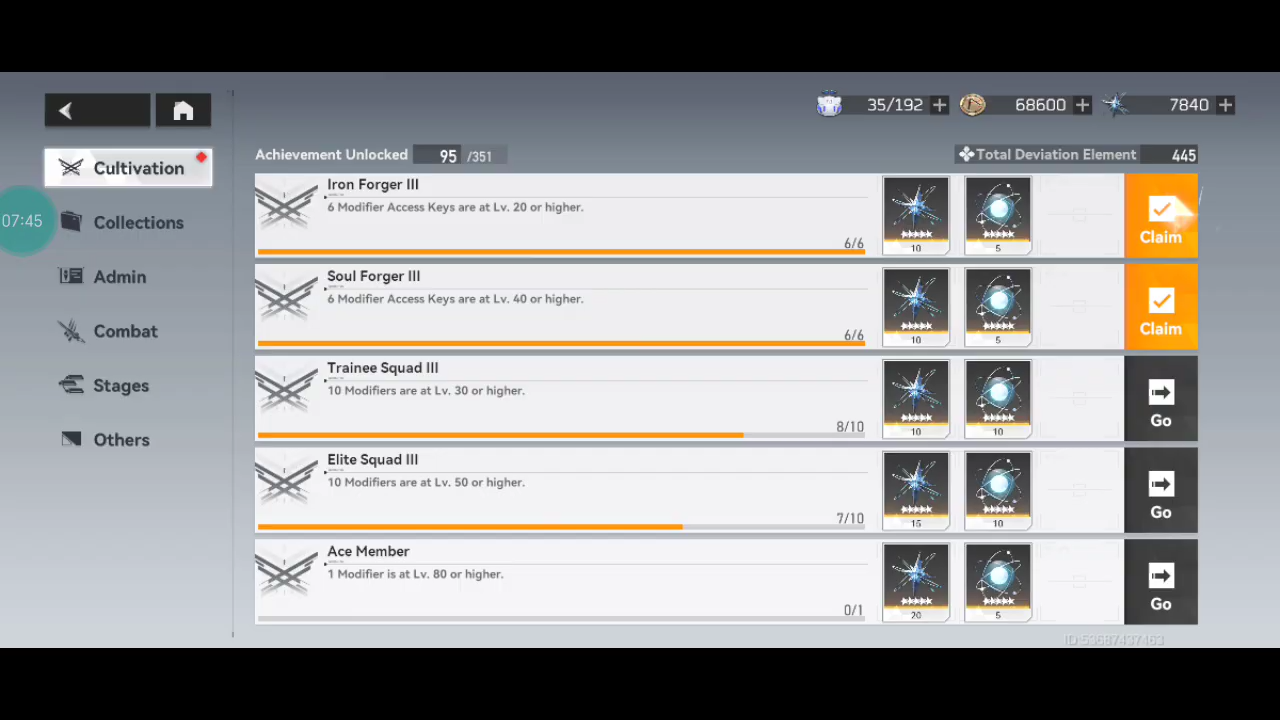 35/192
68600
7840
Achievement Unlocked 95 /351
Total Deviation Element 445
Cultivation
07:45
Collections
Admin
Combat
Stages
Others
Iron Forger III
6 Modifier Access Keys are at Lv. 20 or higher.
6/6
10
5
Claim
Soul Forger III
6 Modifier Access Keys are at Lv. 40 or higher.
6/6
10
5
Claim
Trainee Squad III
10 Modifiers are at Lv. 30 or higher.
8/10
10
10
Go
Elite Squad III
10 Modifiers are at Lv. 50 or higher.
7/10
15
10
Go
Ace Member
1 Modifier is at Lv. 80 or higher.
0/1
20
5
Go
ID:53687437463